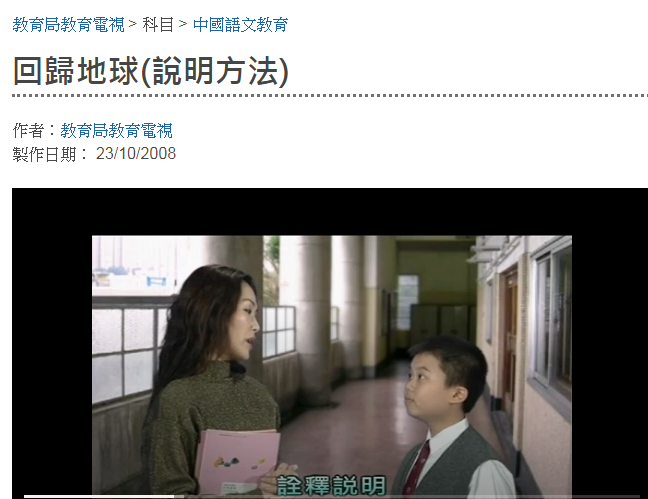 教育局教育電視 > 科目 > 中國語文教育
回歸地球(說明方法)
作者：教育局教育電視
製作日期： 23/10/2008
詮釋說明